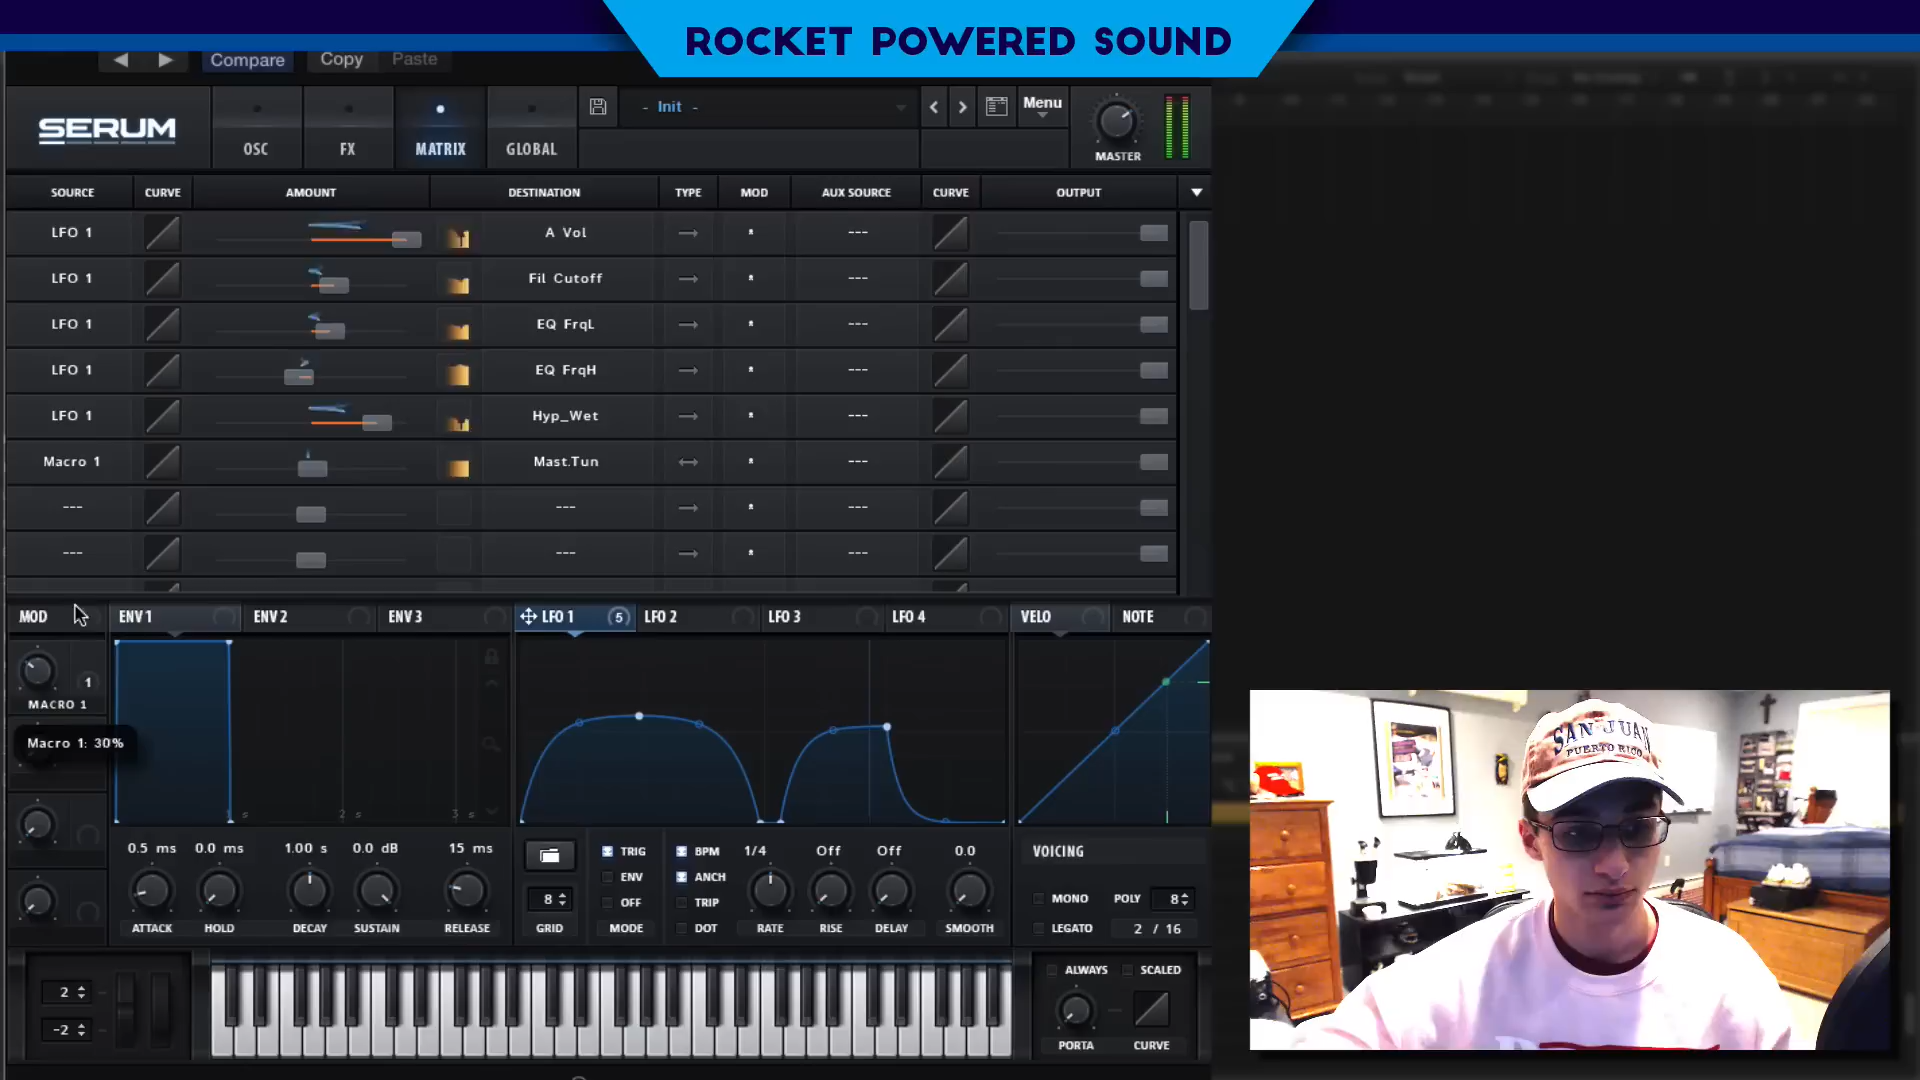 ROCKET POWERED SOUND
Compare Copy Paste
SERUM
OSC FX MATRIX GLOBAL
- Init -
Menu
MASTER
SOURCE CURVE AMOUNT DESTINATION TYPE MOD AUX SOURCE CURVE OUTPUT
LFO 1 A Vol * ---
LFO 1 Fil Cutoff * ---
LFO 1 EQ FrqL * ---
LFO 1 EQ FrqH * ---
LFO 1 Hyp_Wet * ---
Macro 1 Mast.Tun * ---
--- --- * ---
--- --- * ---
MOD ENV 1 ENV 2 ENV 3 LFO 1 5 LFO 2 LFO 3 LFO 4 VELO NOTE
1
MACRO 1
Macro 1: 30%
1 s 2 s 3 s
0.5 ms 0.0 ms 1.00 s 0.0 dB 15 ms
ATTACK HOLD DECAY SUSTAIN RELEASE
8
GRID
TRIG
ENV
OFF
MODE
BPM
ANCH
TRIP
DOT
1/4 Off Off 0.0
RATE RISE DELAY SMOOTH
VOICING
MONO POLY 8
LEGATO 2 / 16
2
-2
ALWAYS SCALED
PORTA CURVE
SAN JUAN
PUERTO RICO